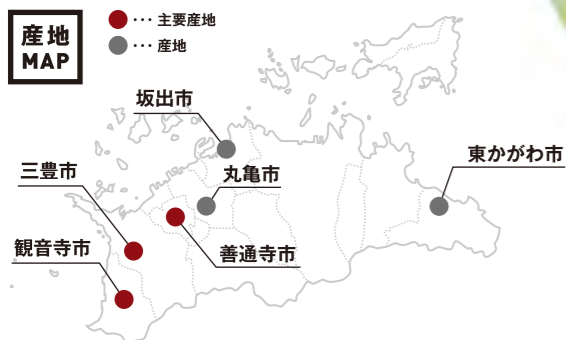 産地
MAP
●･･･主要産地
●･･･産地
坂出市
東かがわ市
三豊市
丸亀市
観音寺市
善通寺市